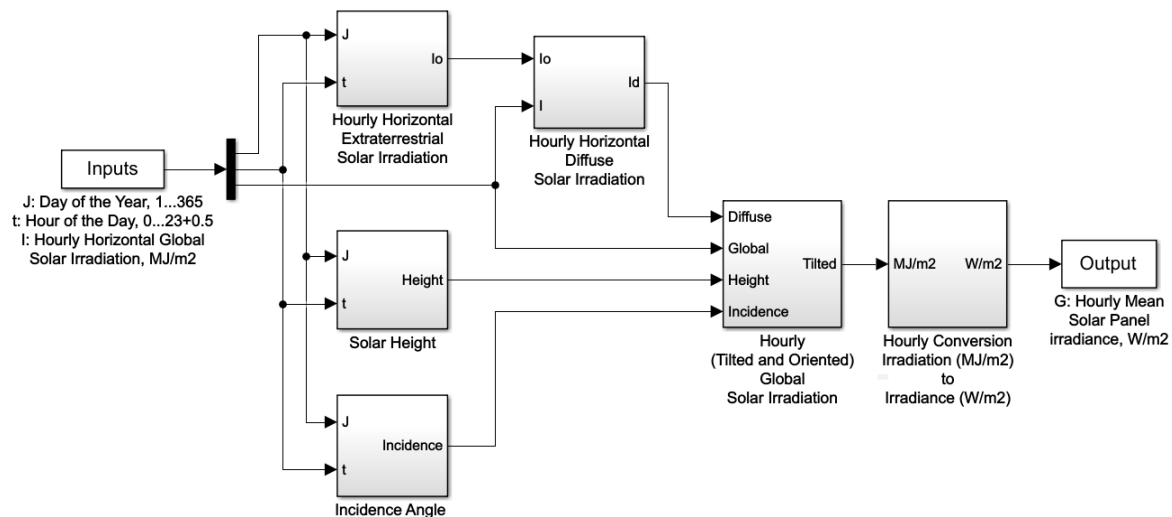 Inputs
J: Day of the Year, 1...365
t: Hour of the Day, 0...23+0.5
I: Hourly Horizontal Global
Solar Irradiation, MJ/m2
J
t
Io
Hourly Horizontal
Extraterrestrial
Solar Irradiation
Io
I
Id
Hourly Horizontal
Diffuse
Solar Irradiation
J
t
Height
Solar Height
J
t
Incidence
Incidence Angle
Diffuse
Global
Height
Incidence
Tilted
Hourly
(Tilted and Oriented)
Global
Solar Irradiation
MJ/m2
W/m2
Hourly Conversion
Irradiation (MJ/m2)
to
Irradiance (W/m2)
Output
G: Hourly Mean
Solar Panel
irradiance, W/m2